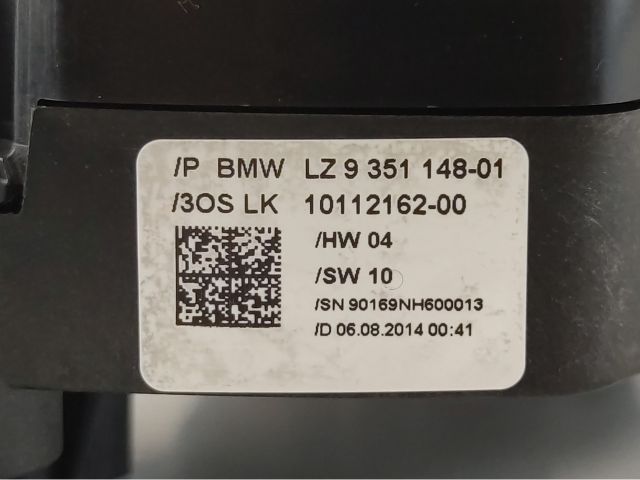 /P BMW LZ 9 351 148-01
/3OS LK 10112162-00
/HW 04
/SW 10
/SN 90169NH600013
/D 06.08.2014 00:41